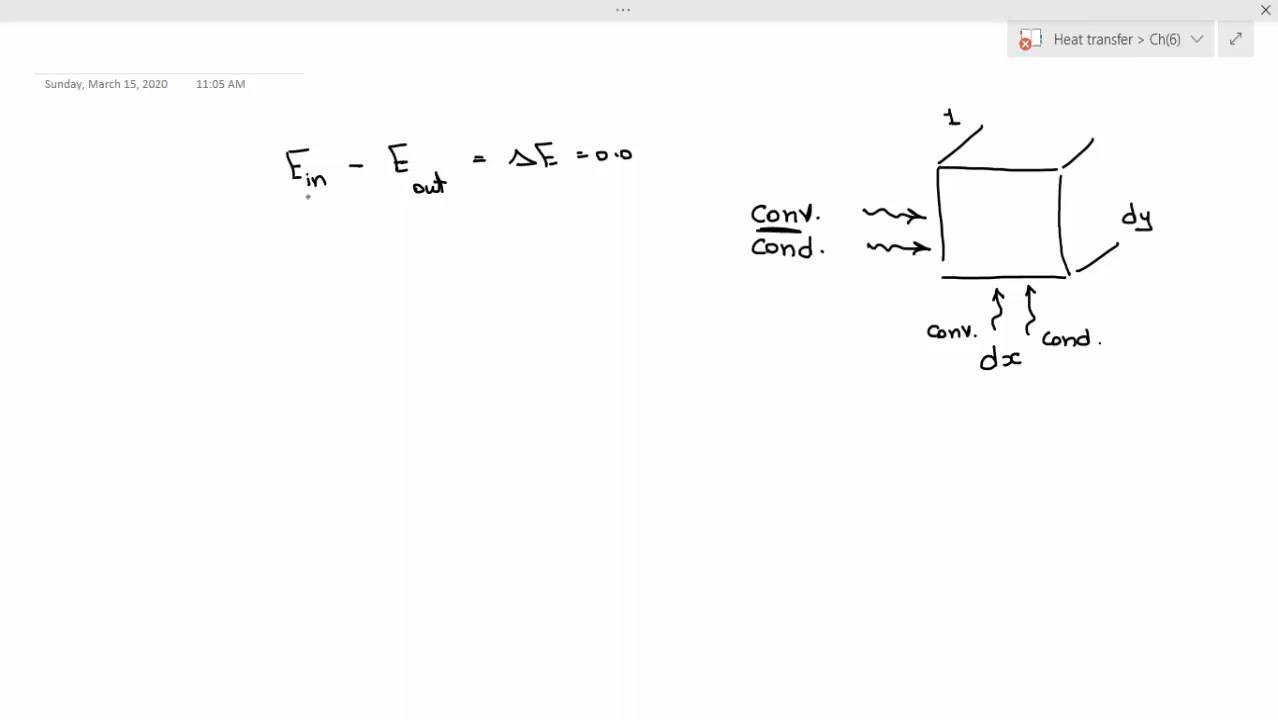 Heat transfer > Ch(6)
Sunday, March 15, 2020 11:05 AM
E_in - E_out = ΔE = 0.0
1
Conv.
Cond.
dy
Conv.
Cond.
dx